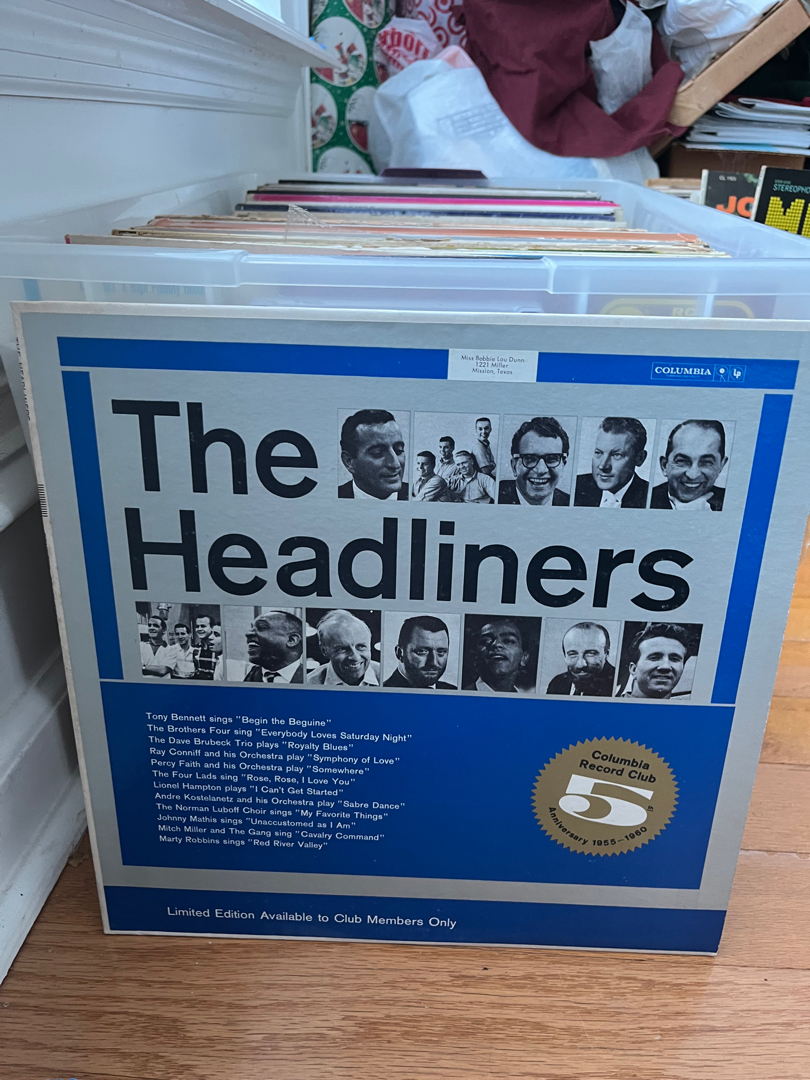 STEREOPHO
JO
Miss Bobbie Lou Dunn
1221 Miller
Mission, Texas
COLUMBIA
Lp
The
Headliners
Tony Bennett sings "Begin the Beguine"
The Brothers Four sing "Everybody Loves Saturday Night"
The Dave Brubeck Trio plays "Royalty Blues"
Ray Conniff and his Orchestra play "Symphony of Love"
Percy Faith and his Orchestra play "Somewhere"
The Four Lads sing "Rose, Rose, I Love You"
Lionel Hampton plays "I Can't Get Started"
Andre Kostelanetz and his Orchestra play "Sabre Dance"
The Norman Luboff Choir sings "My Favorite Things"
Johnny Mathis sings "Unaccustomed as I Am"
Mitch Miller and The Gang sing "Cavalry Command"
Marty Robbins sings "Red River Valley"
Columbia
Record Club
5
Anniversary 1955-1960
Limited Edition Available to Club Members Only